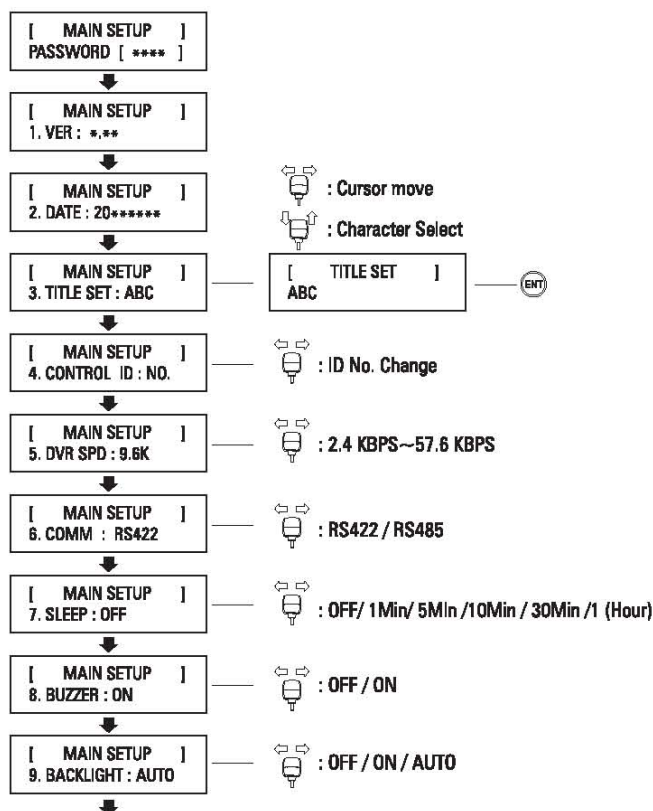 [ MAIN SETUP ]
PASSWORD [ **** ]
[ MAIN SETUP ]
1. VER : *.**
[ MAIN SETUP ]
2. DATE : 20******
: Cursor move
: Character Select
[ MAIN SETUP ]
3. TITLE SET : ABC
[ TITLE SET ]
ABC
ENT
[ MAIN SETUP ]
4. CONTROL ID : NO.
: ID No. Change
[ MAIN SETUP ]
5. DVR SPD : 9.6K
: 2.4 KBPS~57.6 KBPS
[ MAIN SETUP ]
6. COMM : RS422
: RS422 / RS485
[ MAIN SETUP ]
7. SLEEP : OFF
: OFF/ 1Min/ 5Min /10Min / 30Min /1 (Hour)
[ MAIN SETUP ]
8. BUZZER : ON
: OFF / ON
[ MAIN SETUP ]
9. BACKLIGHT : AUTO
: OFF / ON / AUTO